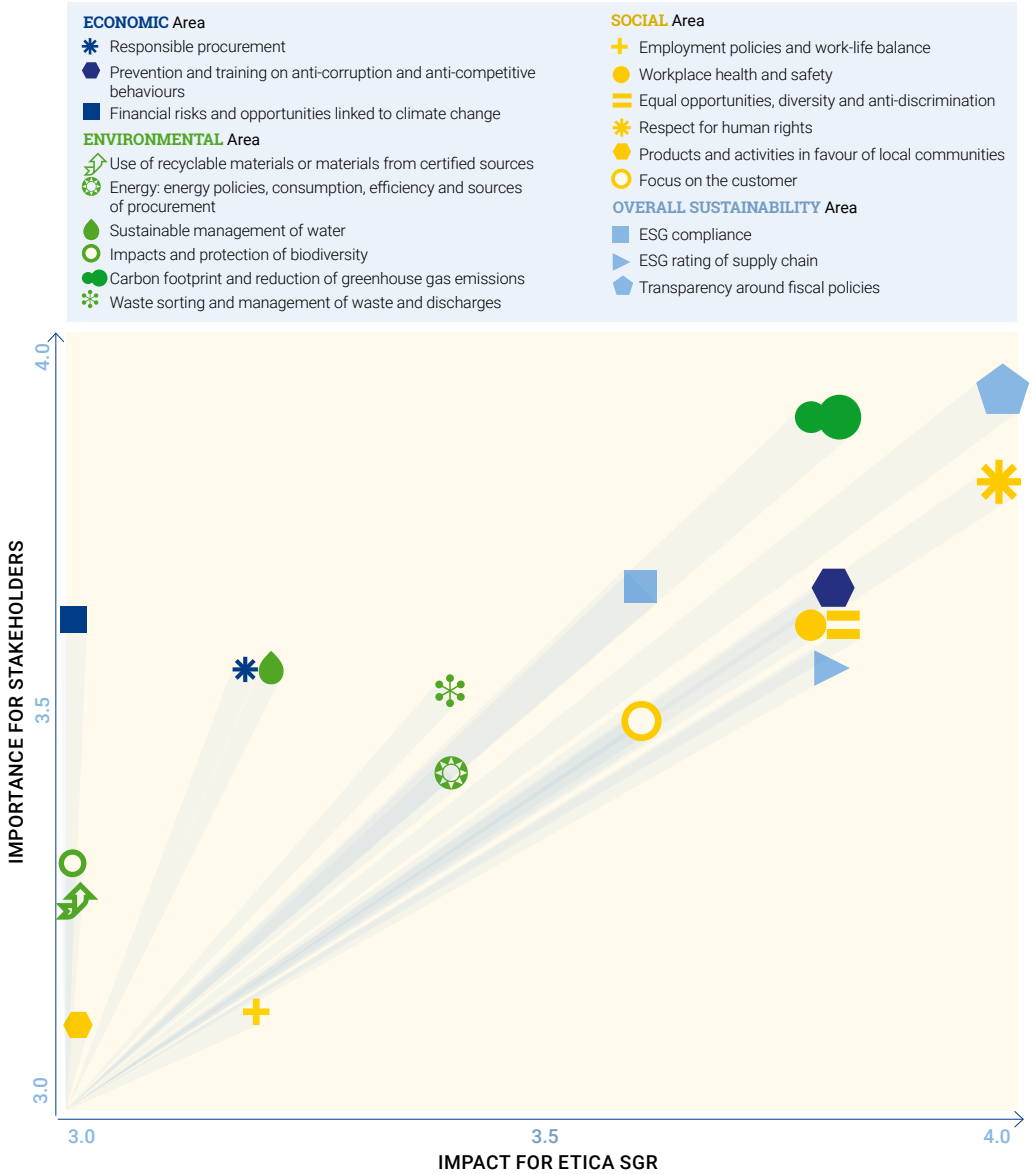 ECONOMIC Area
Responsible procurement
Prevention and training on anti-corruption and anti-competitive
behaviours
Financial risks and opportunities linked to climate change
ENVIRONMENTAL Area
Use of recyclable materials or materials from certified sources
Energy: energy policies, consumption, efficiency and sources
of procurement
Sustainable management of water
Impacts and protection of biodiversity
Carbon footprint and reduction of greenhouse gas emissions
Waste sorting and management of waste and discharges
SOCIAL Area
Employment policies and work-life balance
Workplace health and safety
Equal opportunities, diversity and anti-discrimination
Respect for human rights
Products and activities in favour of local communities
Focus on the customer
OVERALL SUSTAINABILITY Area
ESG compliance
ESG rating of supply chain
Transparency around fiscal policies
4.0
3.5
3.0
IMPORTANCE FOR STAKEHOLDERS
3.0
3.5
4.0
IMPACT FOR ETICA SGR